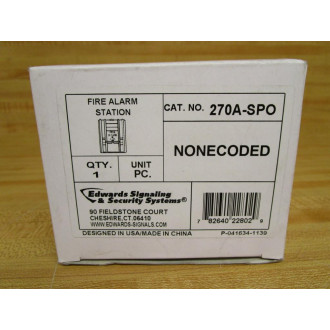 FIRE ALARM
STATION
CAT. NO. 270A-SPO
QTY.
1
UNIT
PC.
NONECODED
Edwards Signaling
& Security Systems®
90 FIELDSTONE COURT
CHESHIRE, CT. 06410
WWW.EDWARDS-SIGNALS.COM
7 82640 22802 9
DESIGNED IN USA/MADE IN CHINA
P-041634-1139